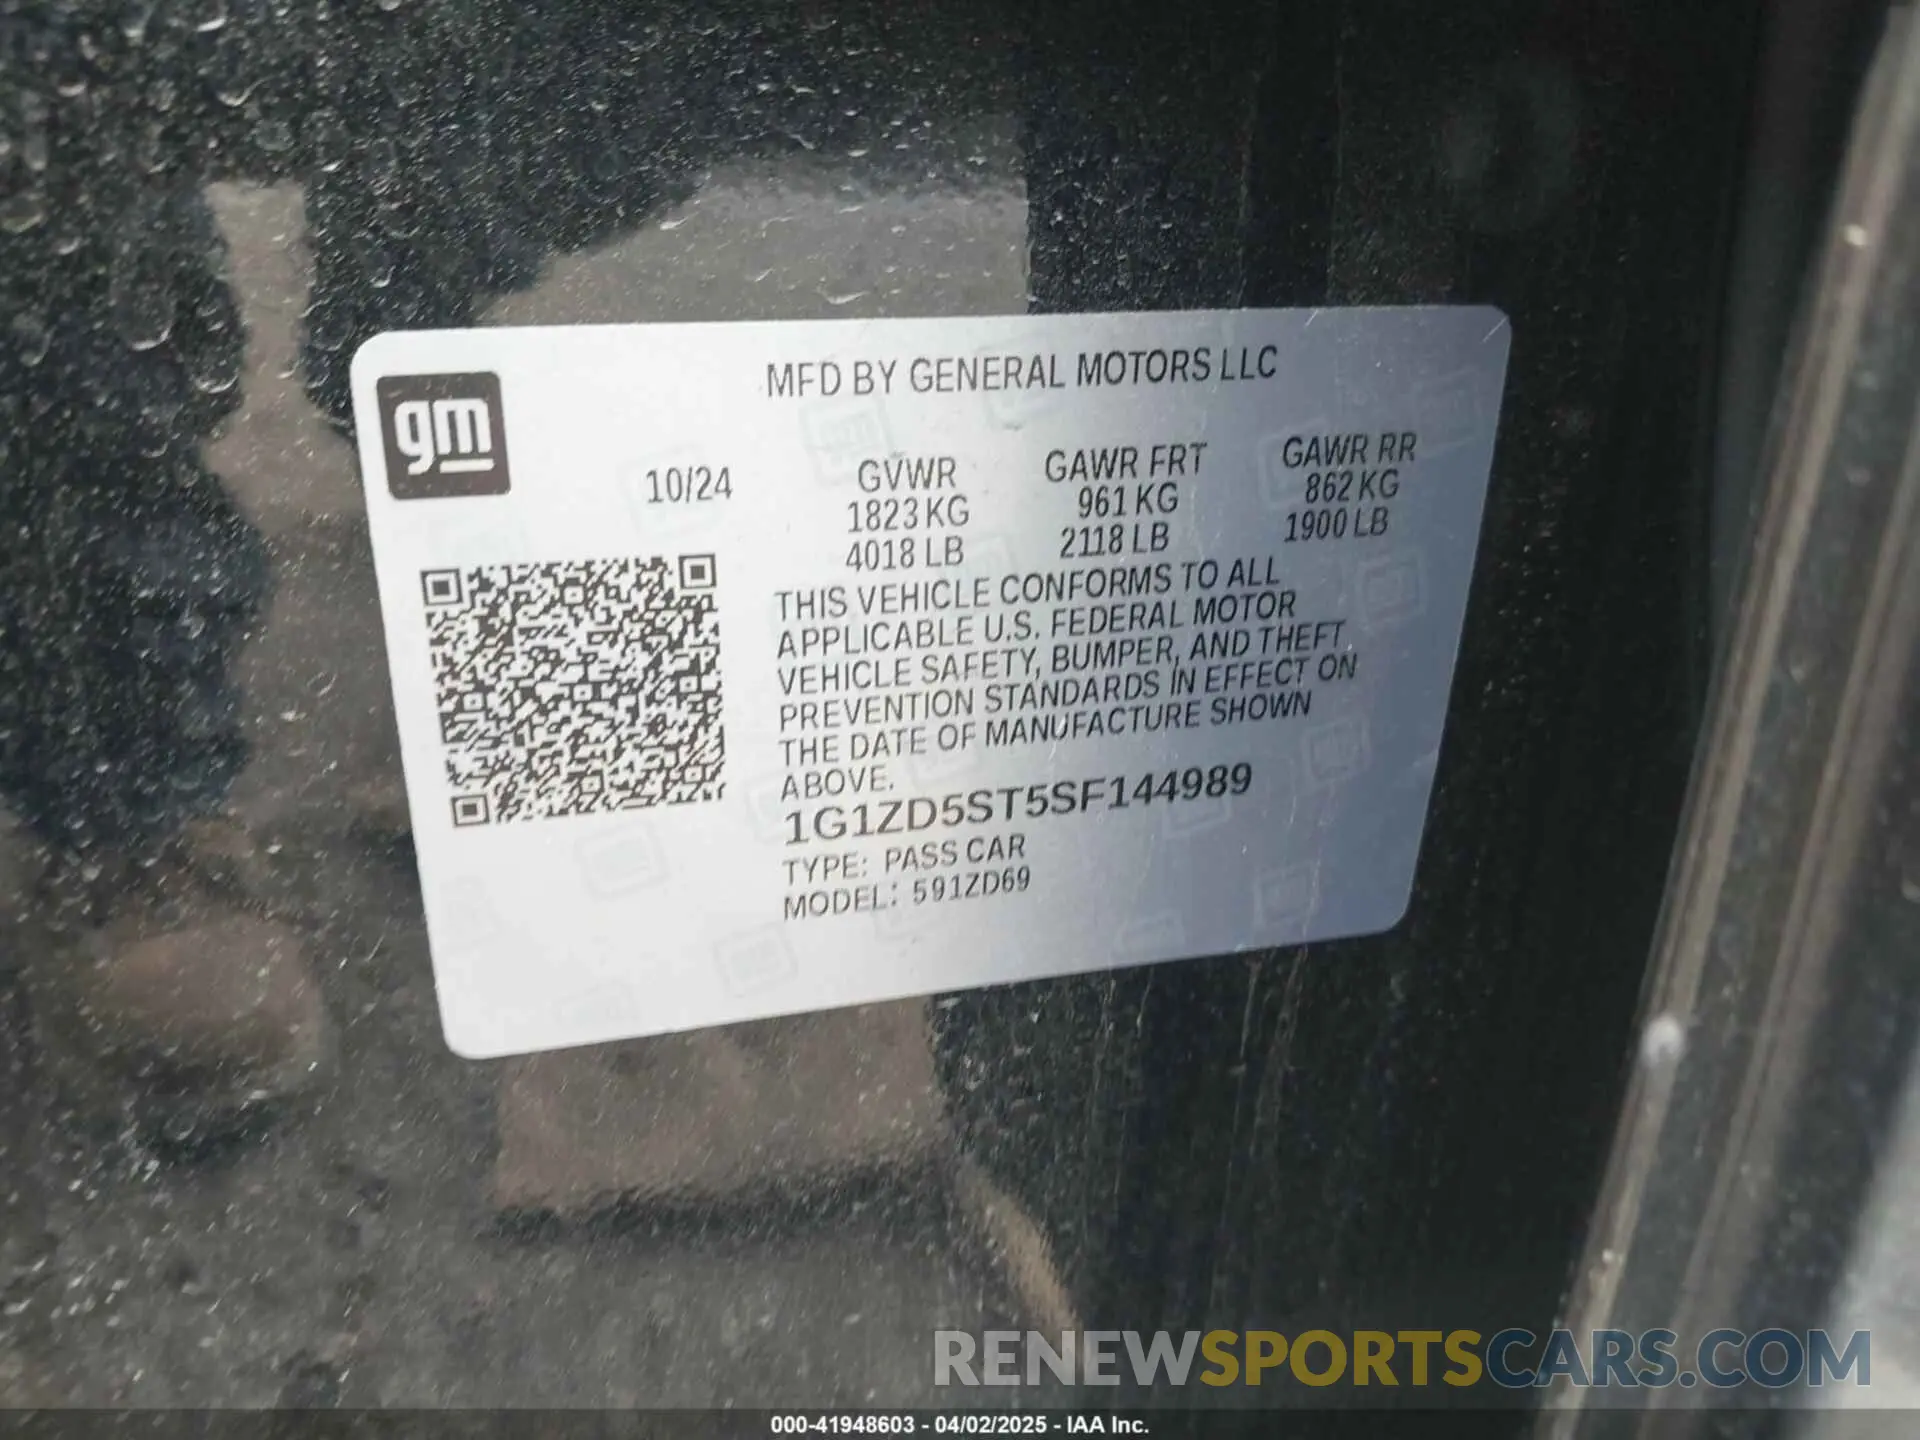 MFD BY GENERAL MOTORS LLC
gm
10/24
GVWR GAWR FRT GAWR RR
1823 KG 961 KG 862 KG
4018 LB 2118 LB 1900 LB
THIS VEHICLE CONFORMS TO ALL
APPLICABLE U.S. FEDERAL MOTOR
VEHICLE SAFETY, BUMPER, AND THEFT
PREVENTION STANDARDS IN EFFECT ON
THE DATE OF MANUFACTURE SHOWN
ABOVE.
1G1ZD5ST5SF144989
TYPE: PASS CAR
MODEL: 591ZD69
RENEWSPORTSCARS.COM
000-41948603 - 04/02/2025 - IAA Inc.